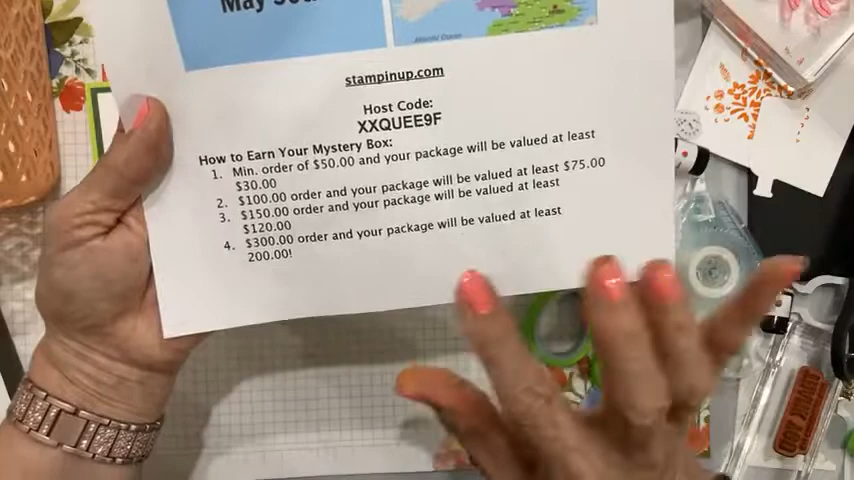 Atlantic Ocean
stampinup.com
Host Code:
XXQUEE9F
How to Earn Your Mystery Box:
1. Min. order of $50.00 and your package will be valued at least
$30.00
2. $100.00 order and your package will be valued at least $75.00
3. $150.00 order and your package will be valued at least
$120.00
4. $300.00 order and your package will be valued at least
200.00!